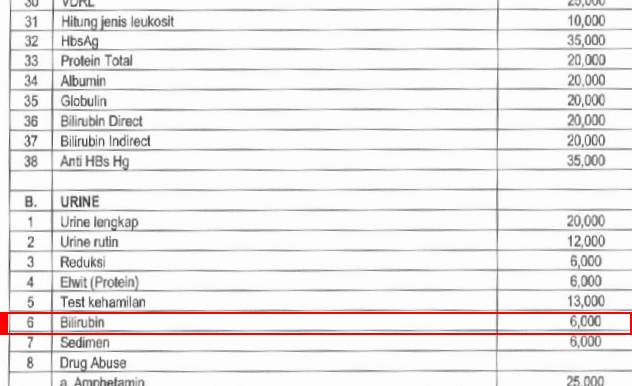 30 VDRL 25,000
31 Hitung jenis leukosit 10,000
32 HbsAg 35,000
33 Protein Total 20,000
34 Albumin 20,000
35 Globulin 20,000
36 Bilirubin Direct 20,000
37 Bilirubin Indirect 20,000
38 Anti HBs Hg 35,000
B. URINE
1 Urine lengkap 20,000
2 Urine rutin 12,000
3 Reduksi 6,000
4 Elwit (Protein) 6,000
5 Test kehamilan 13,000
6 Bilirubin 6,000
7 Sedimen 6,000
8 Drug Abuse
a. Amphetamin 25,000